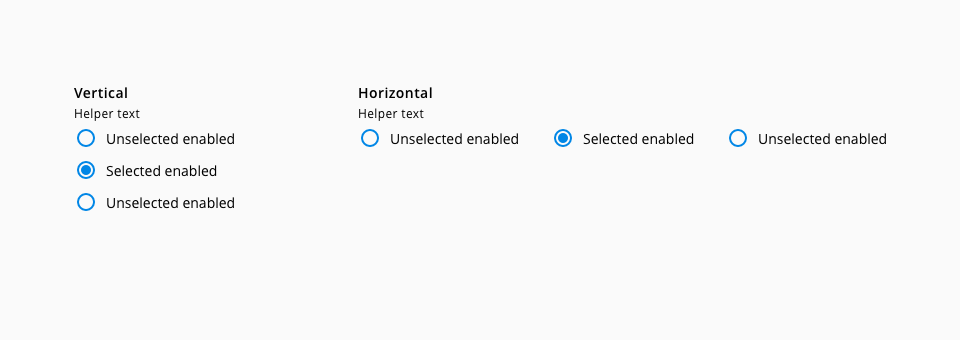 Vertical
Helper text
Unselected enabled
Selected enabled
Unselected enabled
Horizontal
Helper text
Unselected enabled Selected enabled Unselected enabled